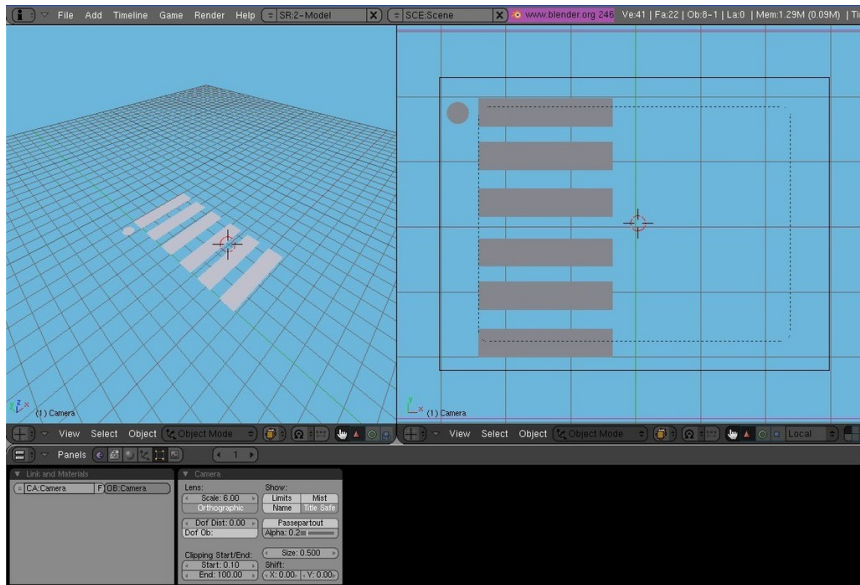 File Add Timeline Game Render Help SR:2-Model X SCE:Scene X www.blender.org 246 Ve:41 | Fa:22 | Ob:8-1 | La:0 | Mem:1.29M (0.09M) | Ti
(1) Camera
(1) Camera
View Select Object Object Mode
View Select Object Object Mode Local
Panels 1
Link and Materials
CA:Camera F OB:Camera
Camera
Lens: Show:
Scale: 6.00 Limits Mist
Orthographic Name Title Safe
Dof Dist: 0.00 Passepartout
Dof Ob: Alpha: 0.2
Clipping Start/End: Size: 0.500
Start: 0.10 Shift:
End: 100.00 X: 0.00 Y: 0.00